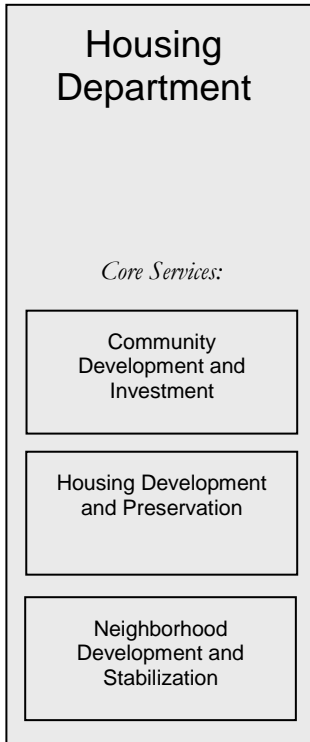 Housing
Department
Core Services:
Community
Development and
Investment
Housing Development
and Preservation
Neighborhood
Development and
Stabilization